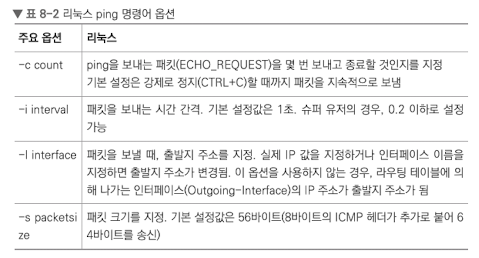 ▼ 표 8-2 리눅스 ping 명령어 옵션
주요 옵션 리눅스
-c count ping을 보내는 패킷(ECHO_REQUEST)을 몇 번 보내고 종료할 것인지를 지정
기본 설정은 강제로 정지(CTRL+C)할 때까지 패킷을 지속적으로 보냄
-i interval 패킷을 보내는 시간 간격. 기본 설정값은 1초. 슈퍼 유저의 경우, 0.2 이하로 설정
가능
-I interface 패킷을 보낼 때, 출발지 주소를 지정. 실제 IP 값을 지정하거나 인터페이스 이름을
지정하면 출발지 주소가 변경됨. 이 옵션을 사용하지 않는 경우, 라우팅 테이블에 의
해 나가는 인터페이스(Outgoing-Interface)의 IP 주소가 출발지 주소가 됨
-s packetsi 패킷 크기를 지정. 기본 설정값은 56바이트(8바이트의 ICMP 헤더가 추가로 붙어 6
ze 4바이트를 송신)